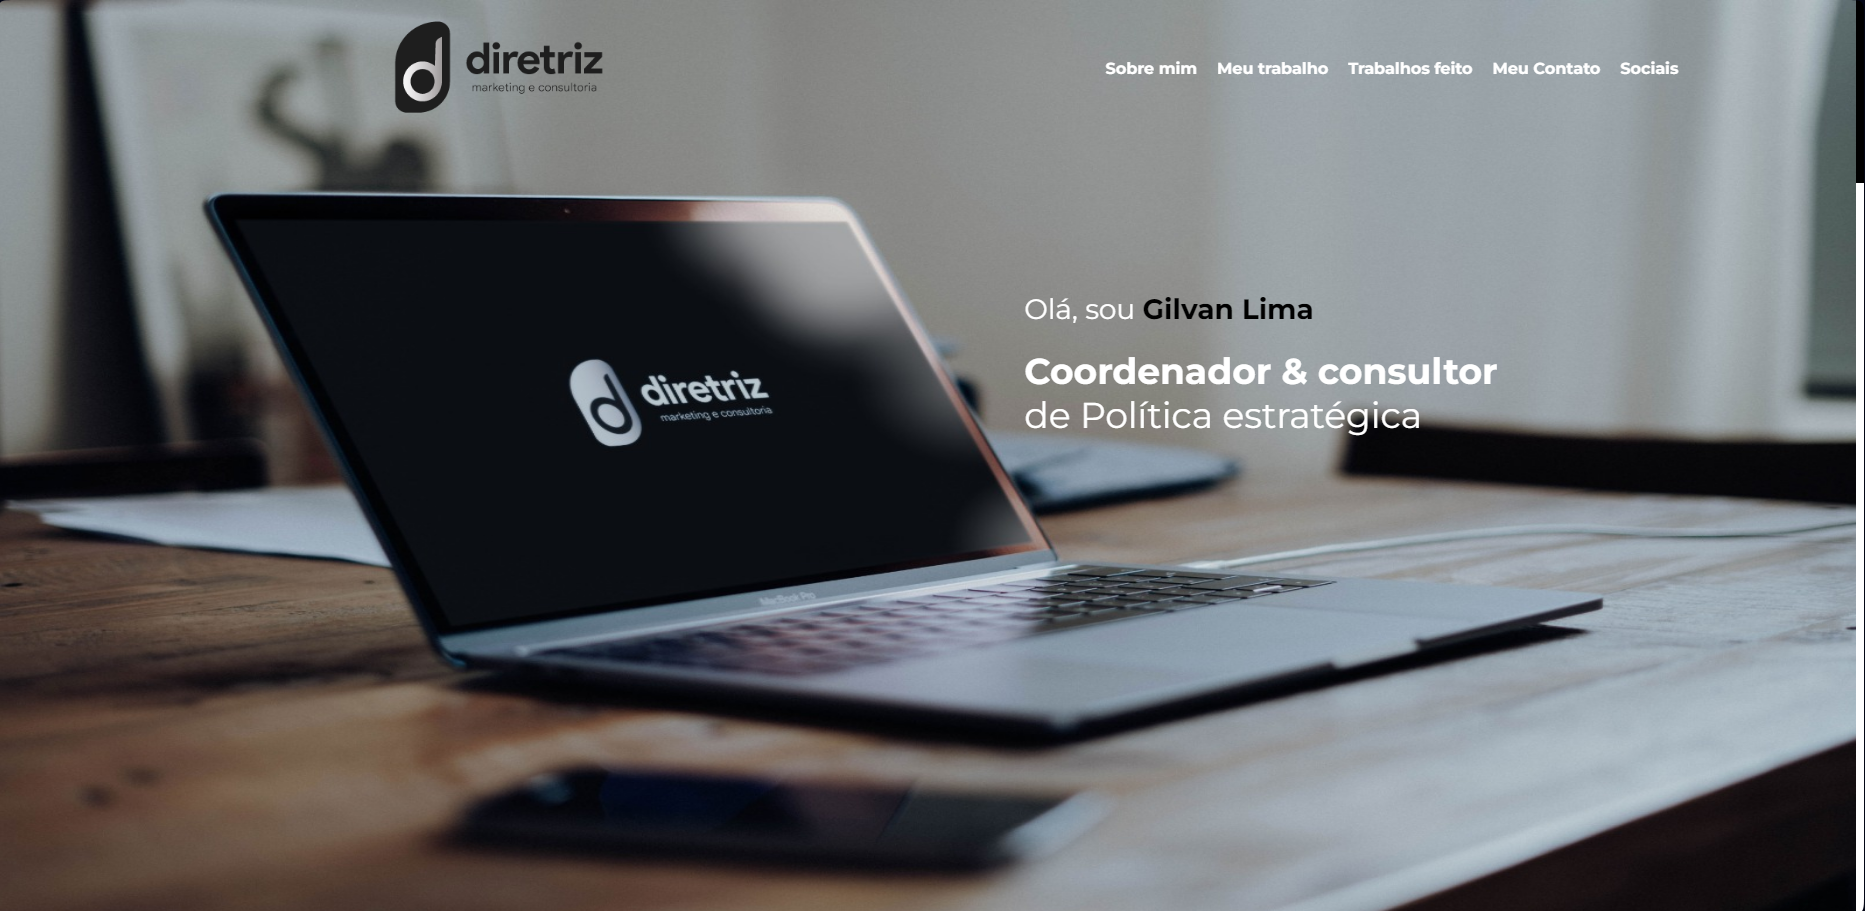 diretriz
marketing e consultoria
Sobre mim Meu trabalho Trabalhos feito Meu Contato Sociais
Olá, sou Gilvan Lima
Coordenador & consultor
de Política estratégica
diretriz
marketing e consultoria
MacBook Pro